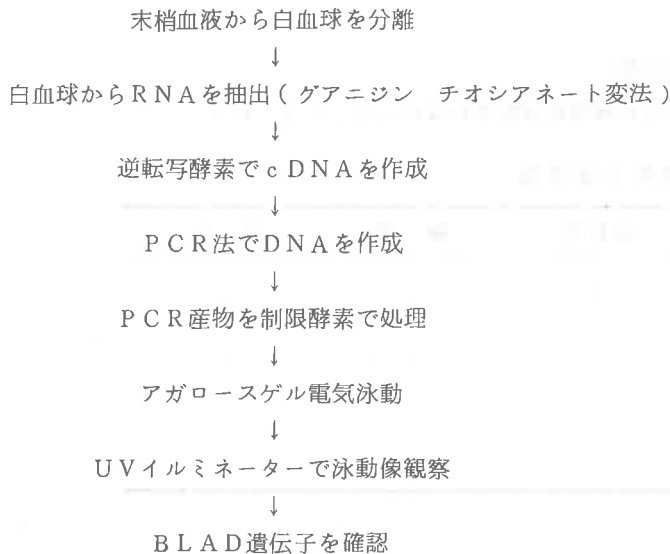 末梢血液から白血球を分離
↓
白血球からRNAを抽出(グアニジン チオシアネート変法)
↓
逆転写酵素でcDNAを作成
↓
PCR法でDNAを作成
↓
PCR産物を制限酵素で処理
↓
アガロースゲル電気泳動
↓
UVイルミネーターで泳動像観察
↓
BLAD遺伝子を確認